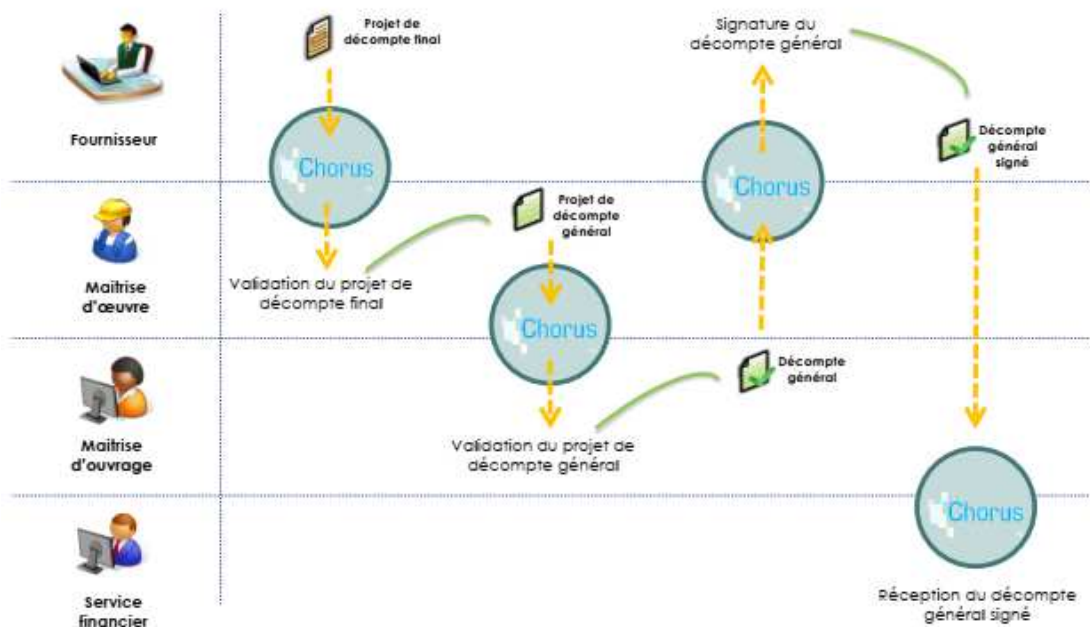 Projet de
décompte final
Signature du
décompte général
Fournisseur
Chorus
Décompte
général
signé
Chorus
Projet de
décompte
général
Maitrise
d'œuvre
Validation du projet de
décompte final
Chorus
Décompte
général
Maitrise
d'ouvrage
Validation du projet de
décompte général
Chorus
Service
financier
Réception du décompte
général signé